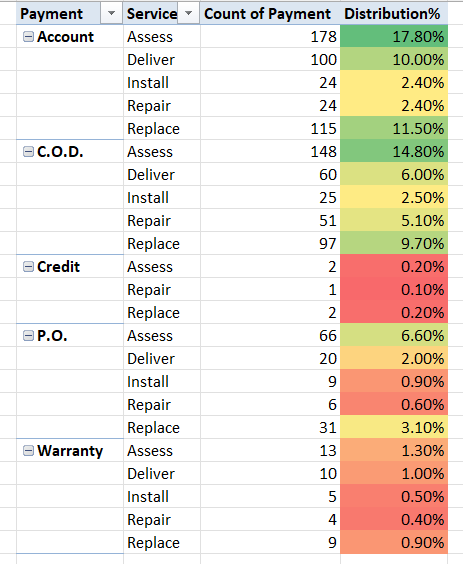 Payment Service Count of Payment Distribution%
Account Assess 178 17.80%
Deliver 100 10.00%
Install 24 2.40%
Repair 24 2.40%
Replace 115 11.50%
C.O.D. Assess 148 14.80%
Deliver 60 6.00%
Install 25 2.50%
Repair 51 5.10%
Replace 97 9.70%
Credit Assess 2 0.20%
Repair 1 0.10%
Replace 2 0.20%
P.O. Assess 66 6.60%
Deliver 20 2.00%
Install 9 0.90%
Repair 6 0.60%
Replace 31 3.10%
Warranty Assess 13 1.30%
Deliver 10 1.00%
Install 5 0.50%
Repair 4 0.40%
Replace 9 0.90%